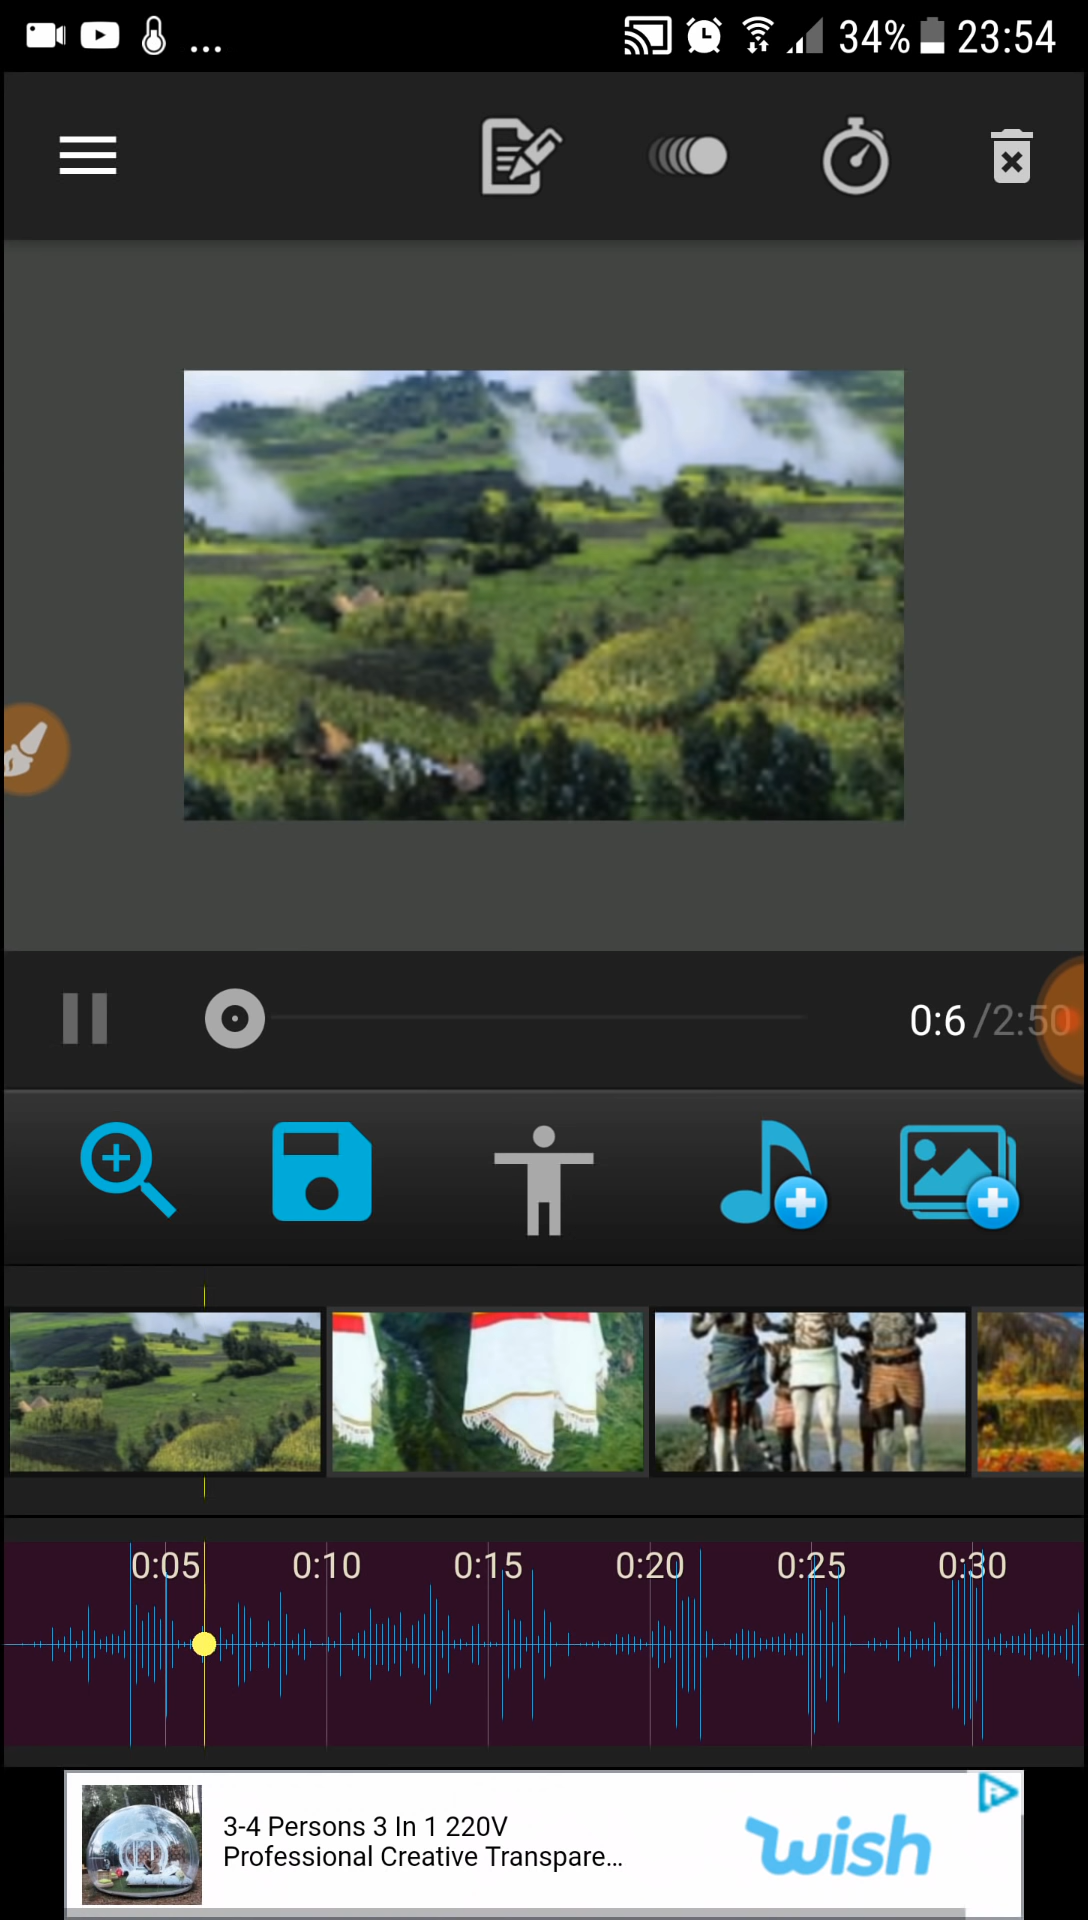 ... 34% 23:54
0:6 /2:50
0:05 0:10 0:15 0:20 0:25 0:30
3-4 Persons 3 In 1 220V
Professional Creative Transpare...
wish